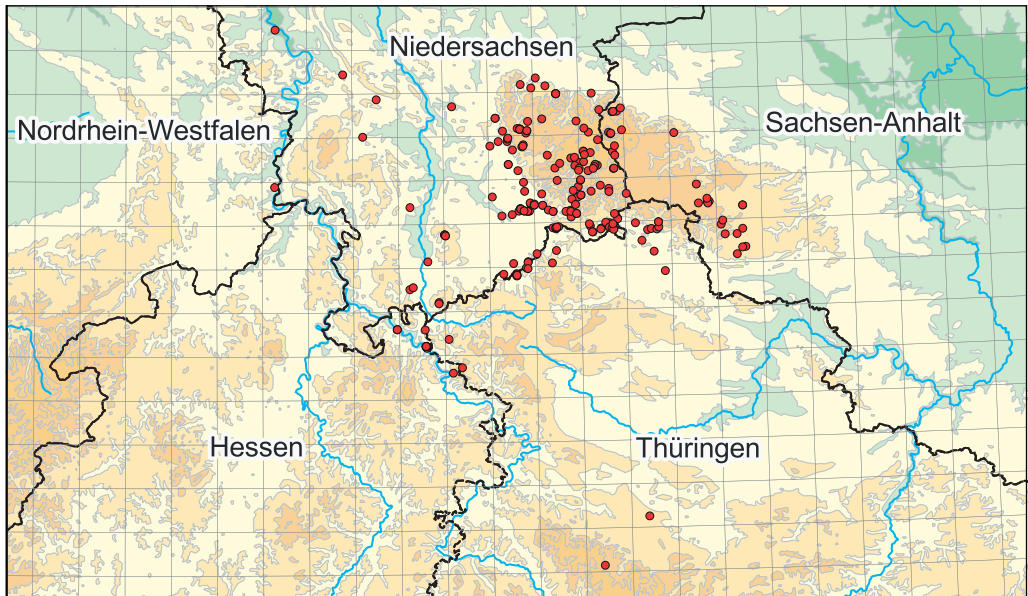 Niedersachsen
Nordrhein-Westfalen
Sachsen-Anhalt
Hessen
Thüringen